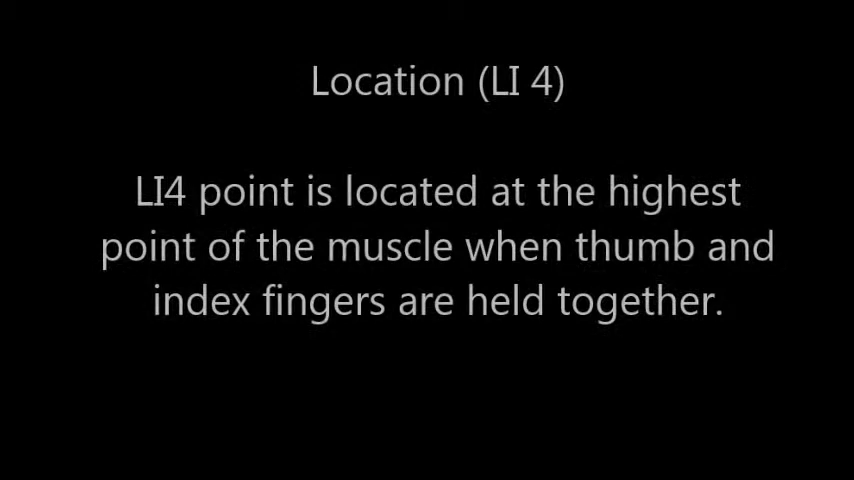 Location (LI 4)
LI4 point is located at the highest
point of the muscle when thumb and
index fingers are held together.